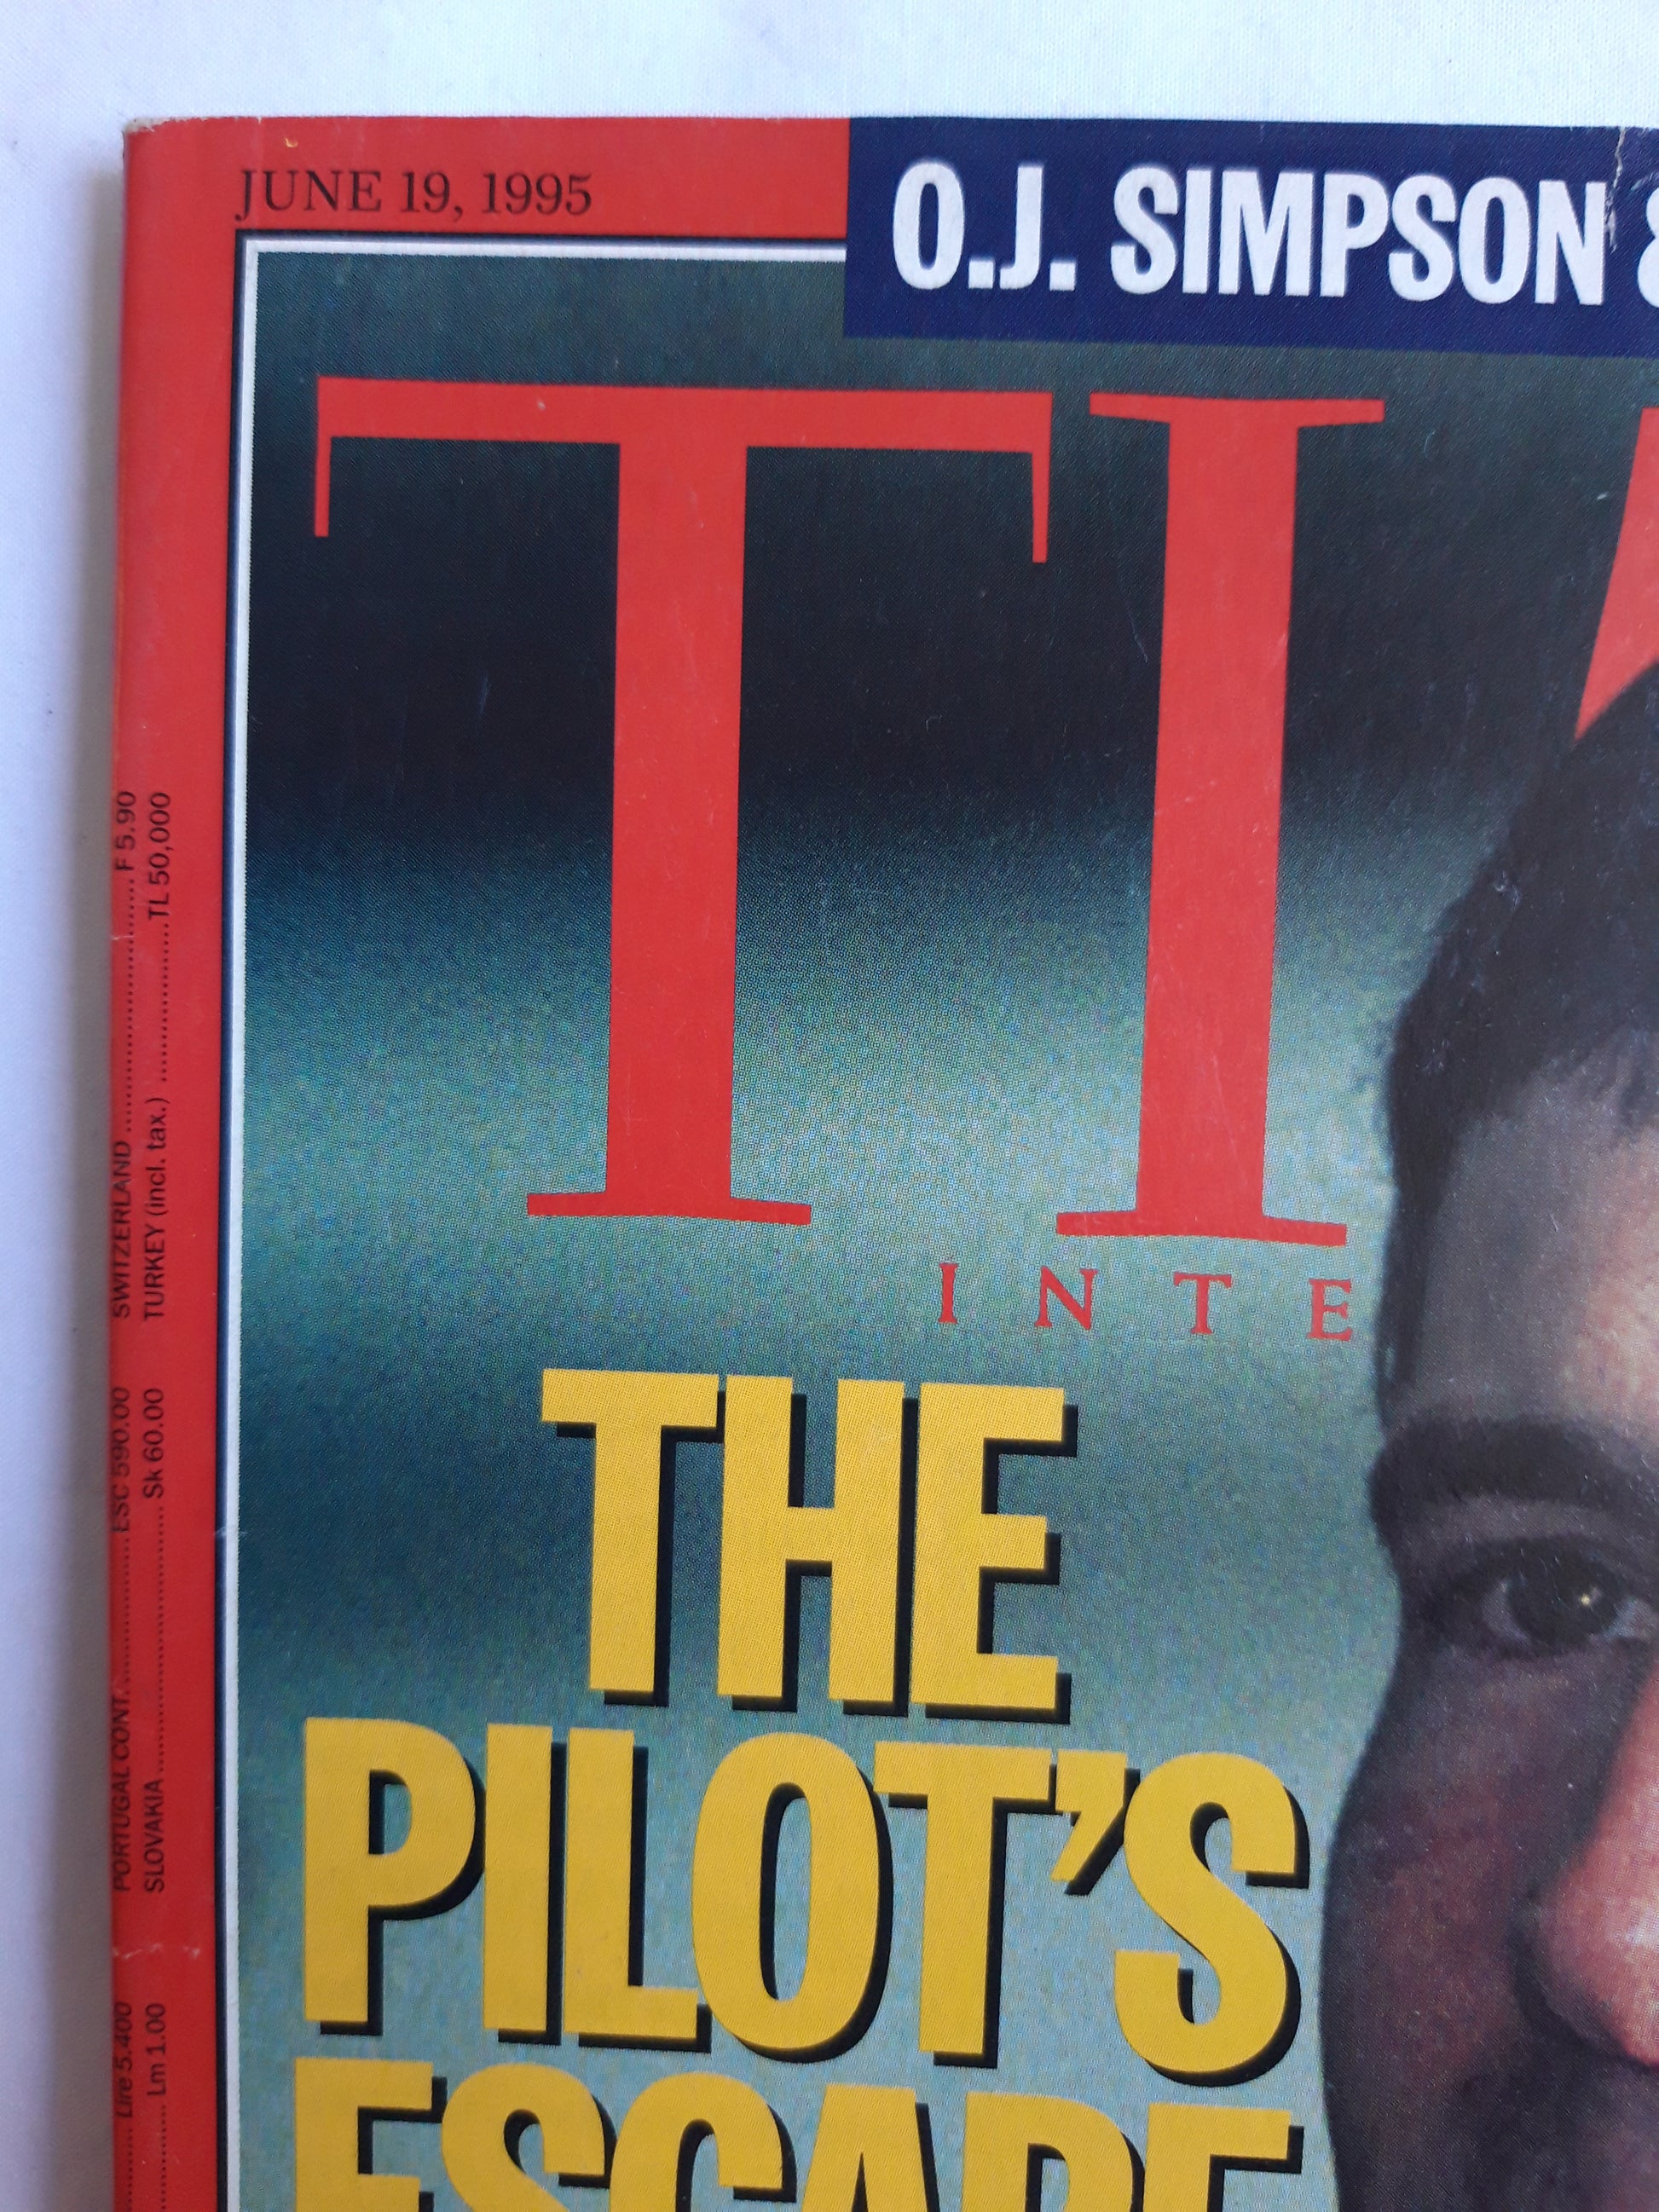 JUNE 19, 1995
O.J. SIMPSON &
TI
INTE
THE
PILOT'S
ESCAPE
SWITZERLAND .......... F 5.90
TURKEY (incl. tax.) .......... TL 50,000
PORTUGAL CONT. .......... ESC 590.00
SLOVAKIA .......... Sk 60.00
.......... Lire 5,400
.......... Lm 1.00